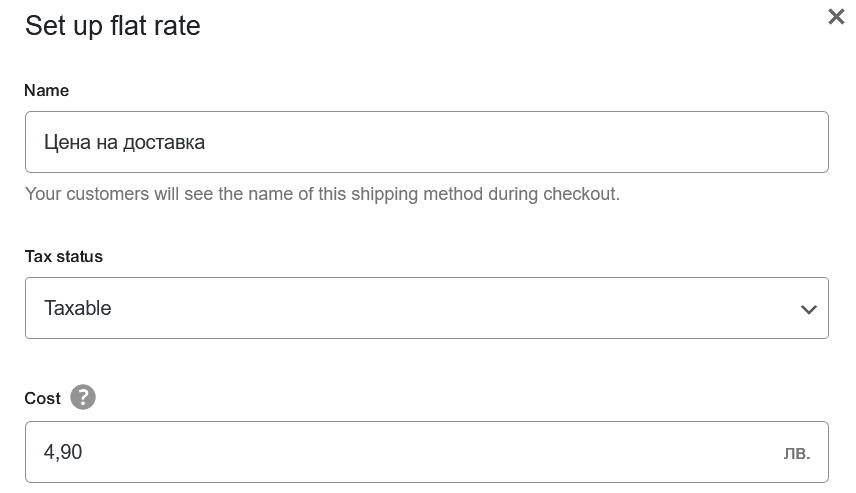 Set up flat rate
Name
Цена на доставка
Your customers will see the name of this shipping method during checkout.
Tax status
Taxable
Cost ?
4,90 лв.